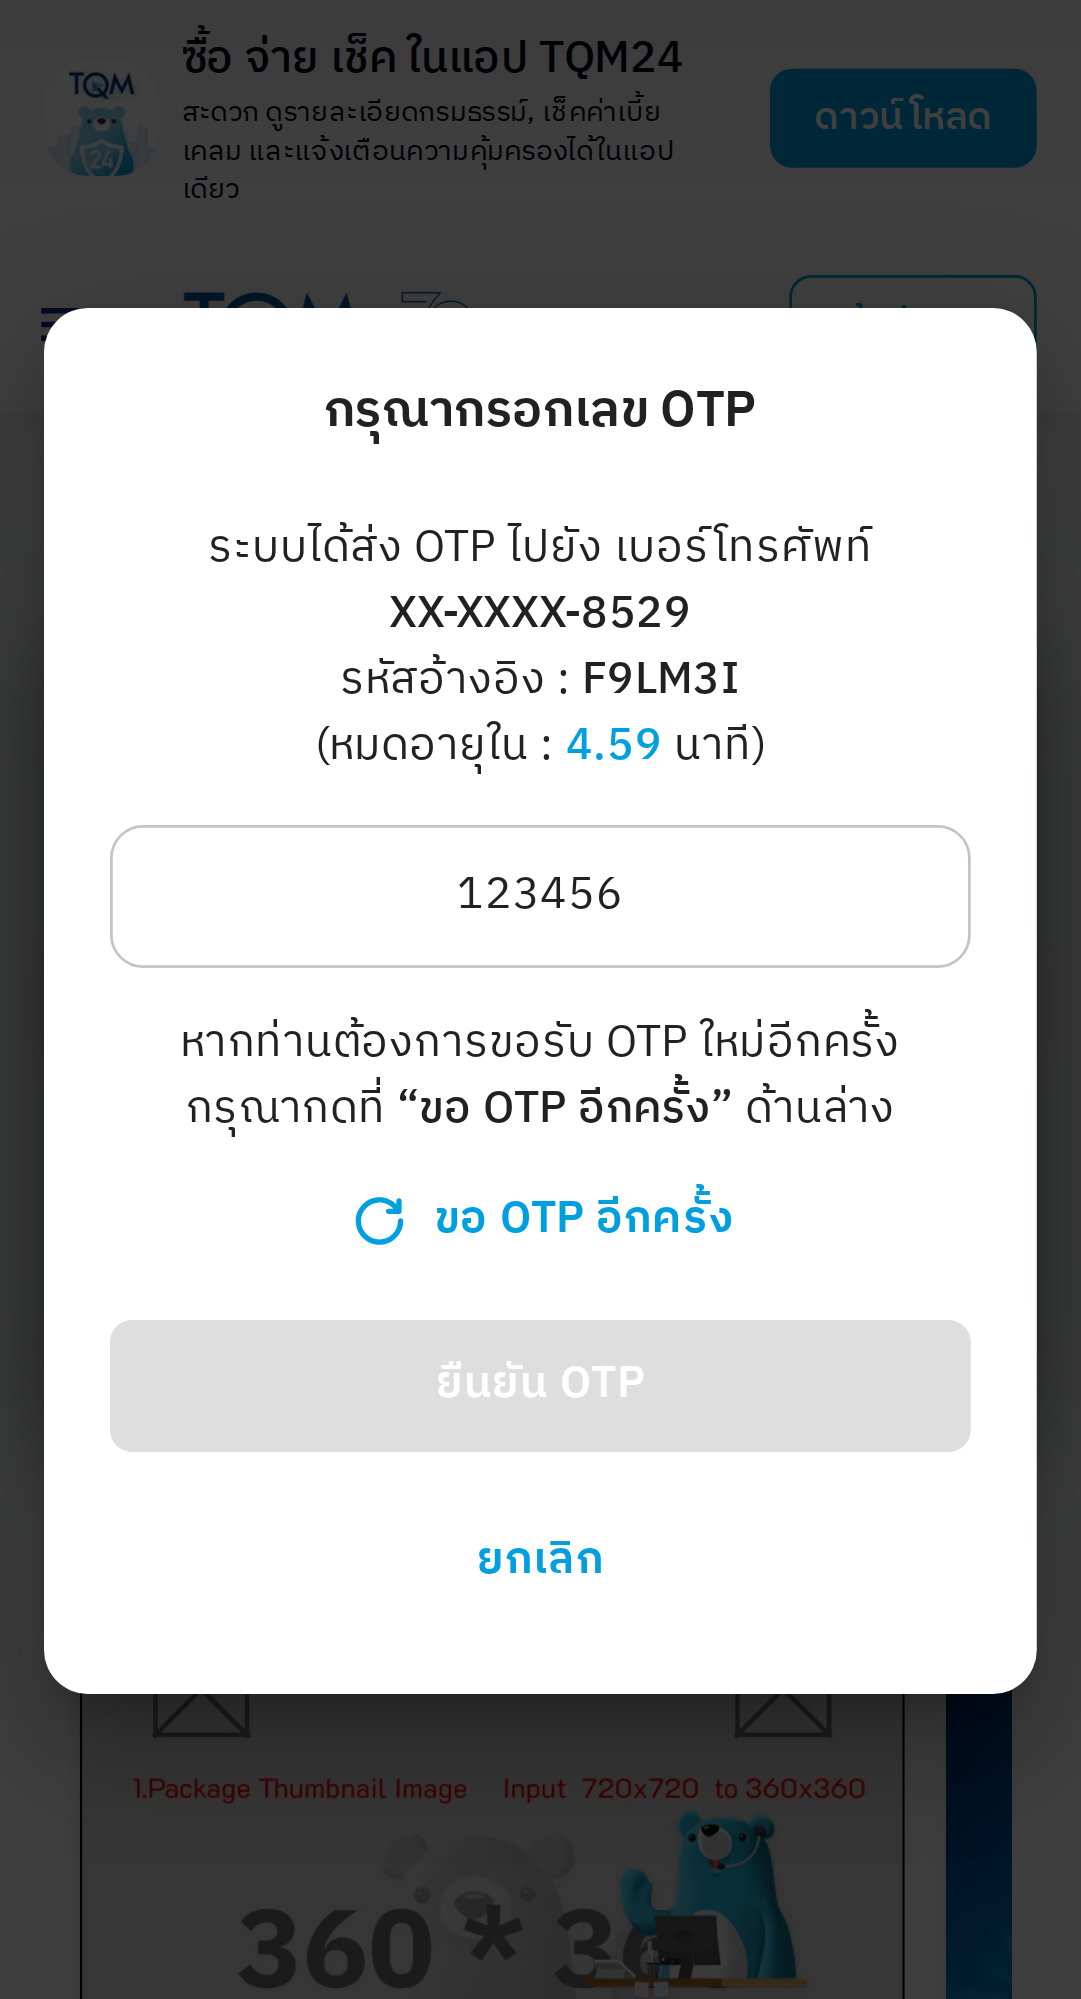 ซื้อ จ่าย เช็ค ในแอป TQM24
สะดวก ดูรายละเอียดกรมธรรม์, เช็คค่าเบี้ย
เคลม และแจ้งเตือนความคุ้มครองได้ในแอป
เดียว
ดาวน์โหลด
TQM
24
TQM
กรุณากรอกเลข OTP
ระบบได้ส่ง OTP ไปยัง เบอร์โทรศัพท์
XX-XXXX-8529
รหัสอ้างอิง : F9LM3I
(หมดอายุใน : 4.59 นาที)
123456
หากท่านต้องการขอรับ OTP ใหม่อีกครั้ง
กรุณากดที่ “ขอ OTP อีกครั้ง” ด้านล่าง
ขอ OTP อีกครั้ง
ยืนยัน OTP
ยกเลิก
1.Package Thumbnail Image Input 720x720 to 360x360
360 * 36